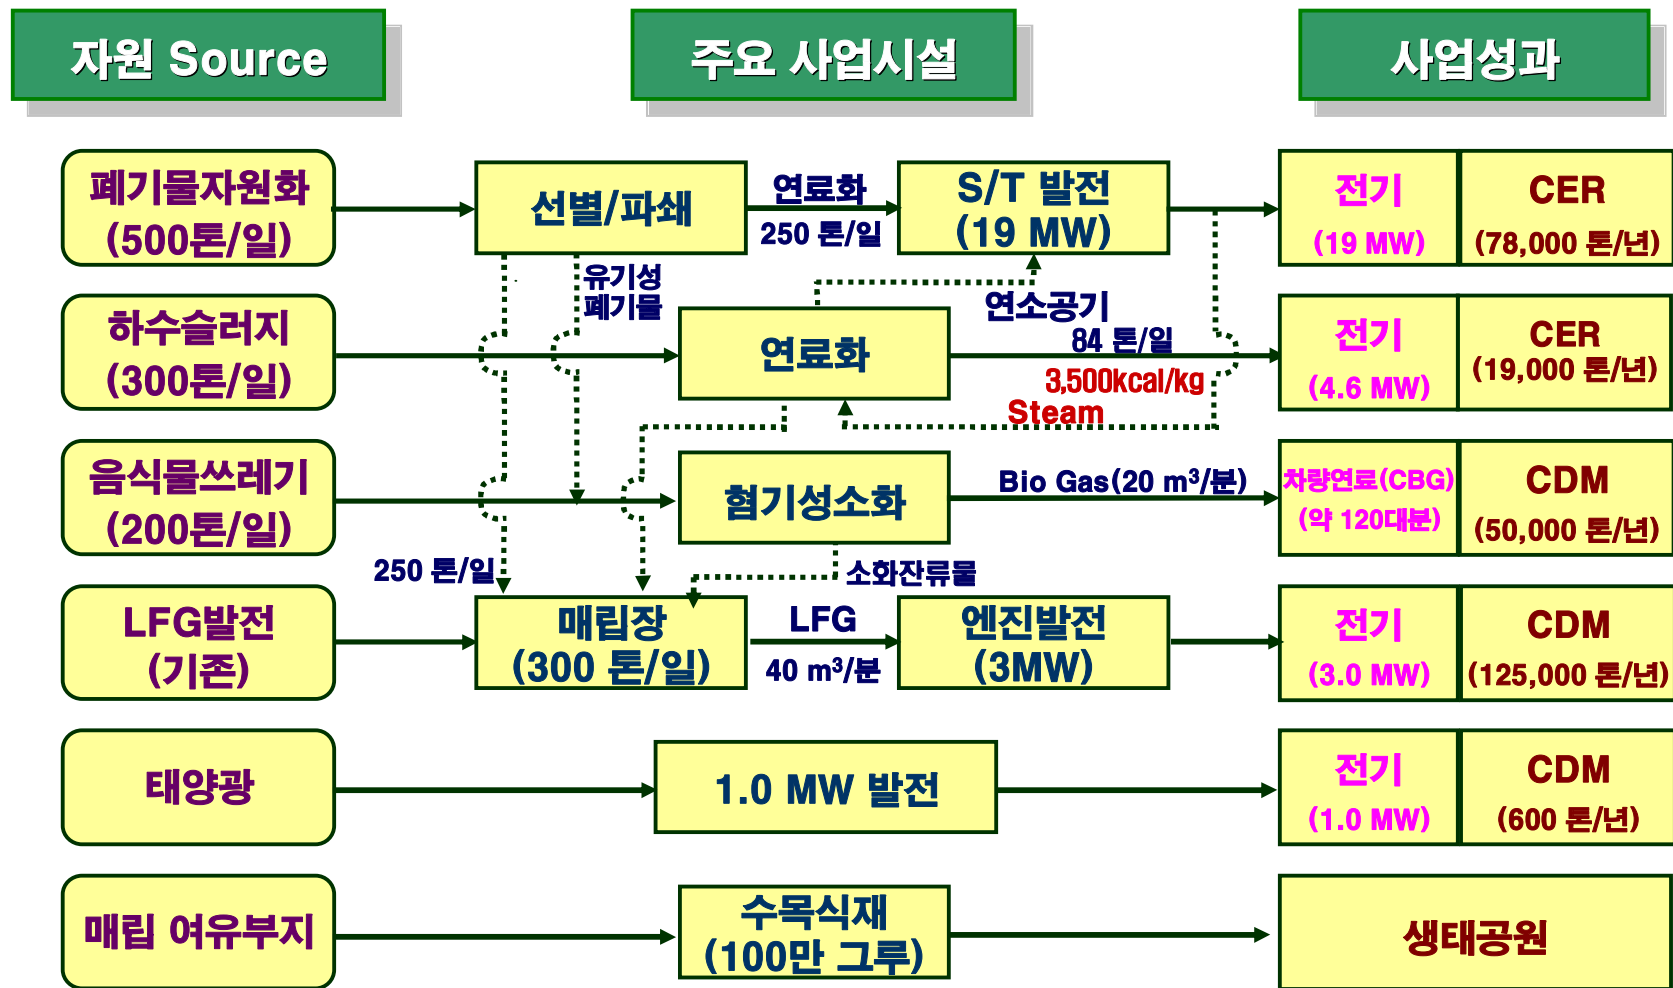 자원 Source
주요 사업시설
사업성과
폐기물자원화
(500톤/일)
선별/파쇄
연료화
250 톤/일
S/T 발전
(19 MW)
전기
(19 MW)
CER
(78,000 톤/년)
유기성
폐기물
하수슬러지
(300톤/일)
연료화
연소공기
84 톤/일
3,500kcal/kg
Steam
전기
(4.6 MW)
CER
(19,000 톤/년)
음식물쓰레기
(200톤/일)
혐기성소화
Bio Gas(20 m³/분)
차량연료(CBG)
(약 120대분)
CDM
(50,000 톤/년)
250 톤/일
소화잔류물
LFG발전
(기존)
매립장
(300 톤/일)
LFG
40 m³/분
엔진발전
(3MW)
전기
(3.0 MW)
CDM
(125,000 톤/년)
태양광
1.0 MW 발전
전기
(1.0 MW)
CDM
(600 톤/년)
매립 여유부지
수목식재
(100만 그루)
생태공원